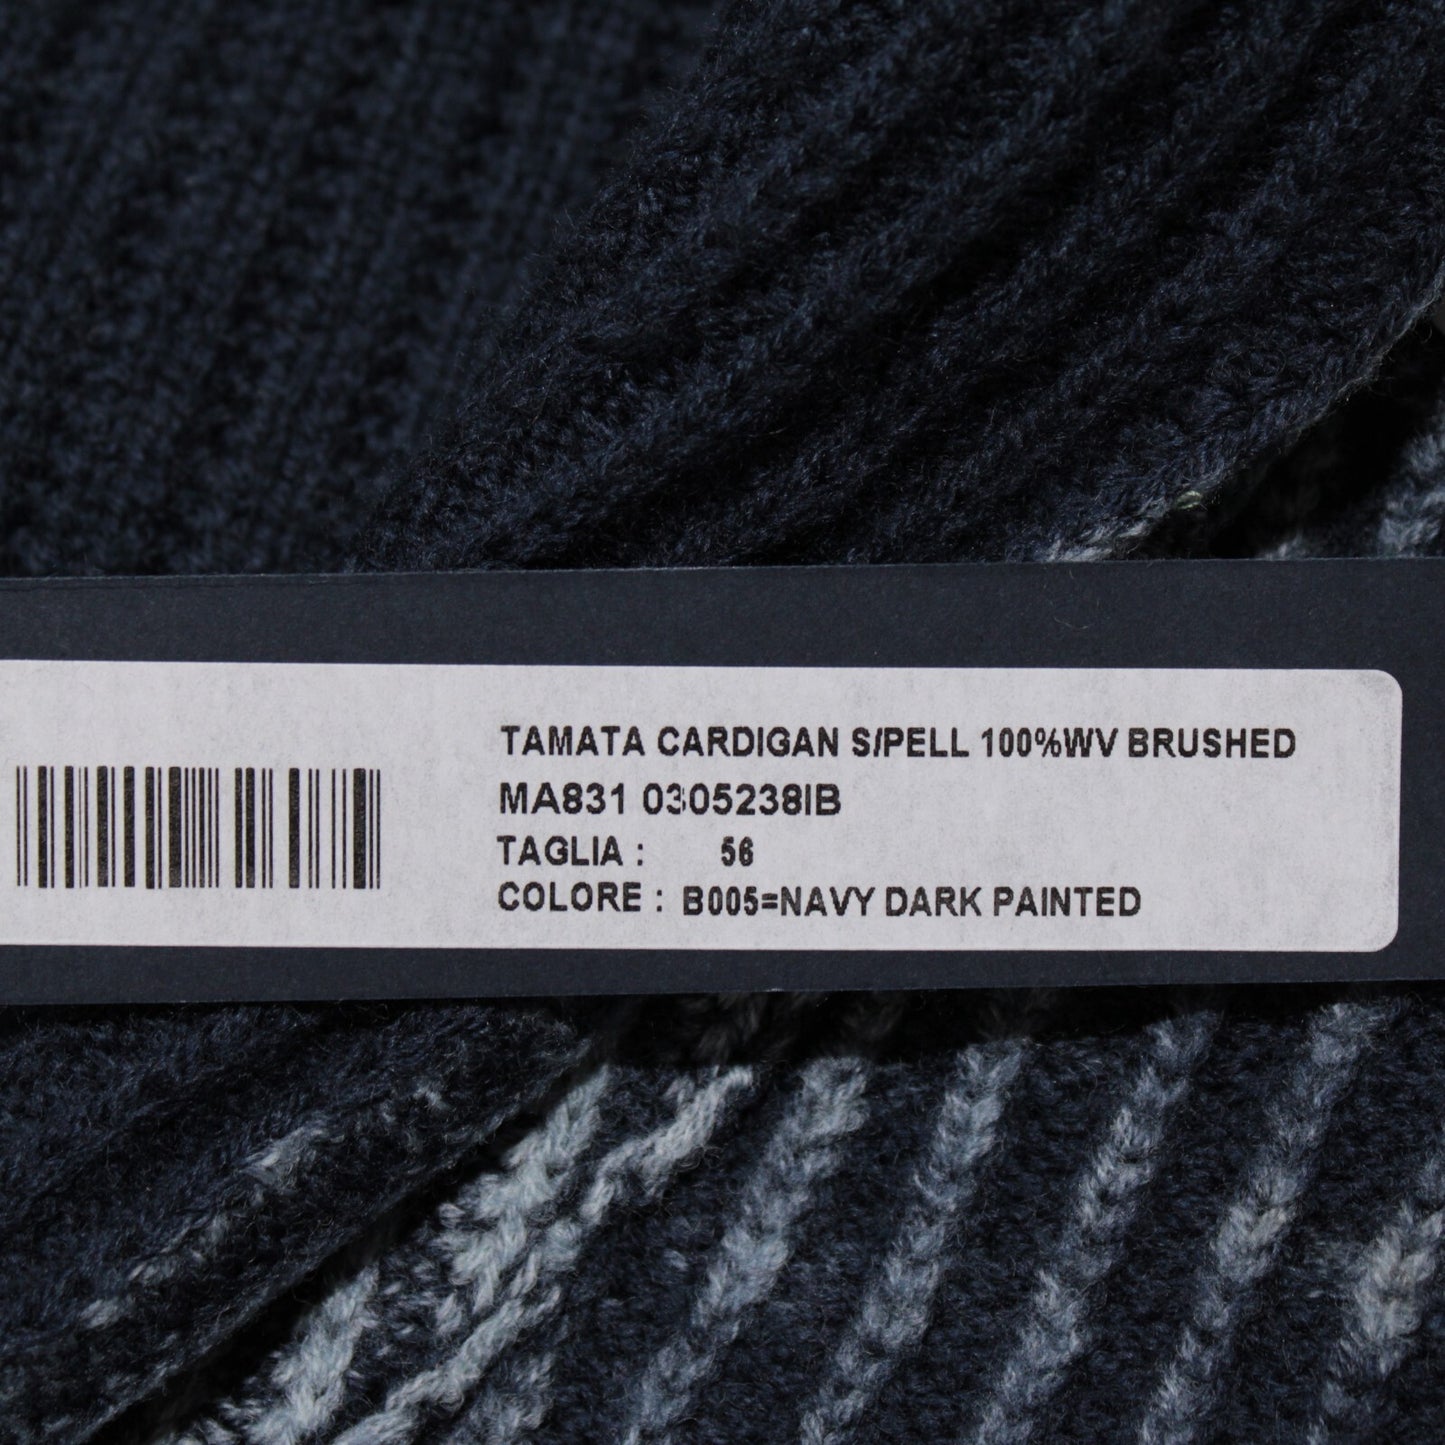 TAMATA CARDIGAN S/PELL 100%WV BRUSHED
MA831 0305238IB
TAGLIA : 56
COLORE : B005=NAVY DARK PAINTED